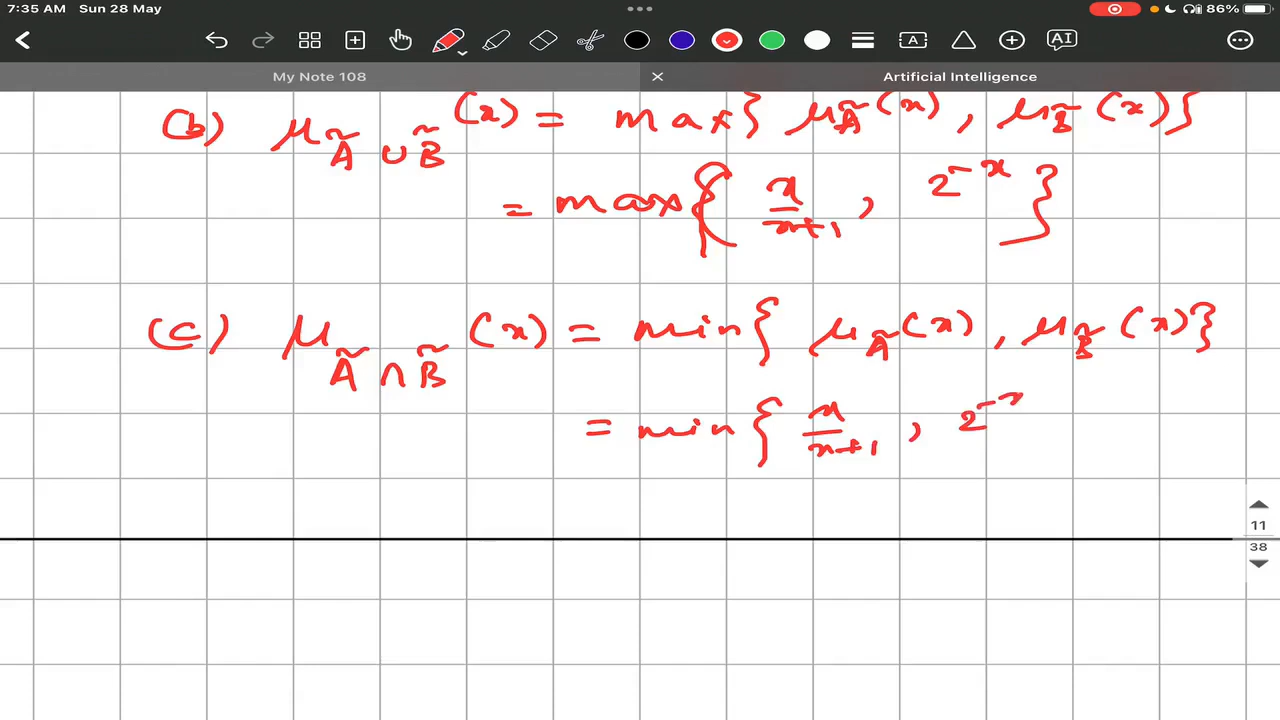 7:35 AM Sun 28 May 86%
A AI
My Note 108 Artificial Intelligence
(b) μ_{Ã ∪ B̃} (x) = max{ μ_Ã(x), μ_B̃(x)}
= max{ x/(x+1), 2^{-x} }
(c) μ_{Ã ∩ B̃} (x) = min{ μ_Ã(x), μ_B̃(x)}
= min{ x/(x+1), 2^{-x}
11
38